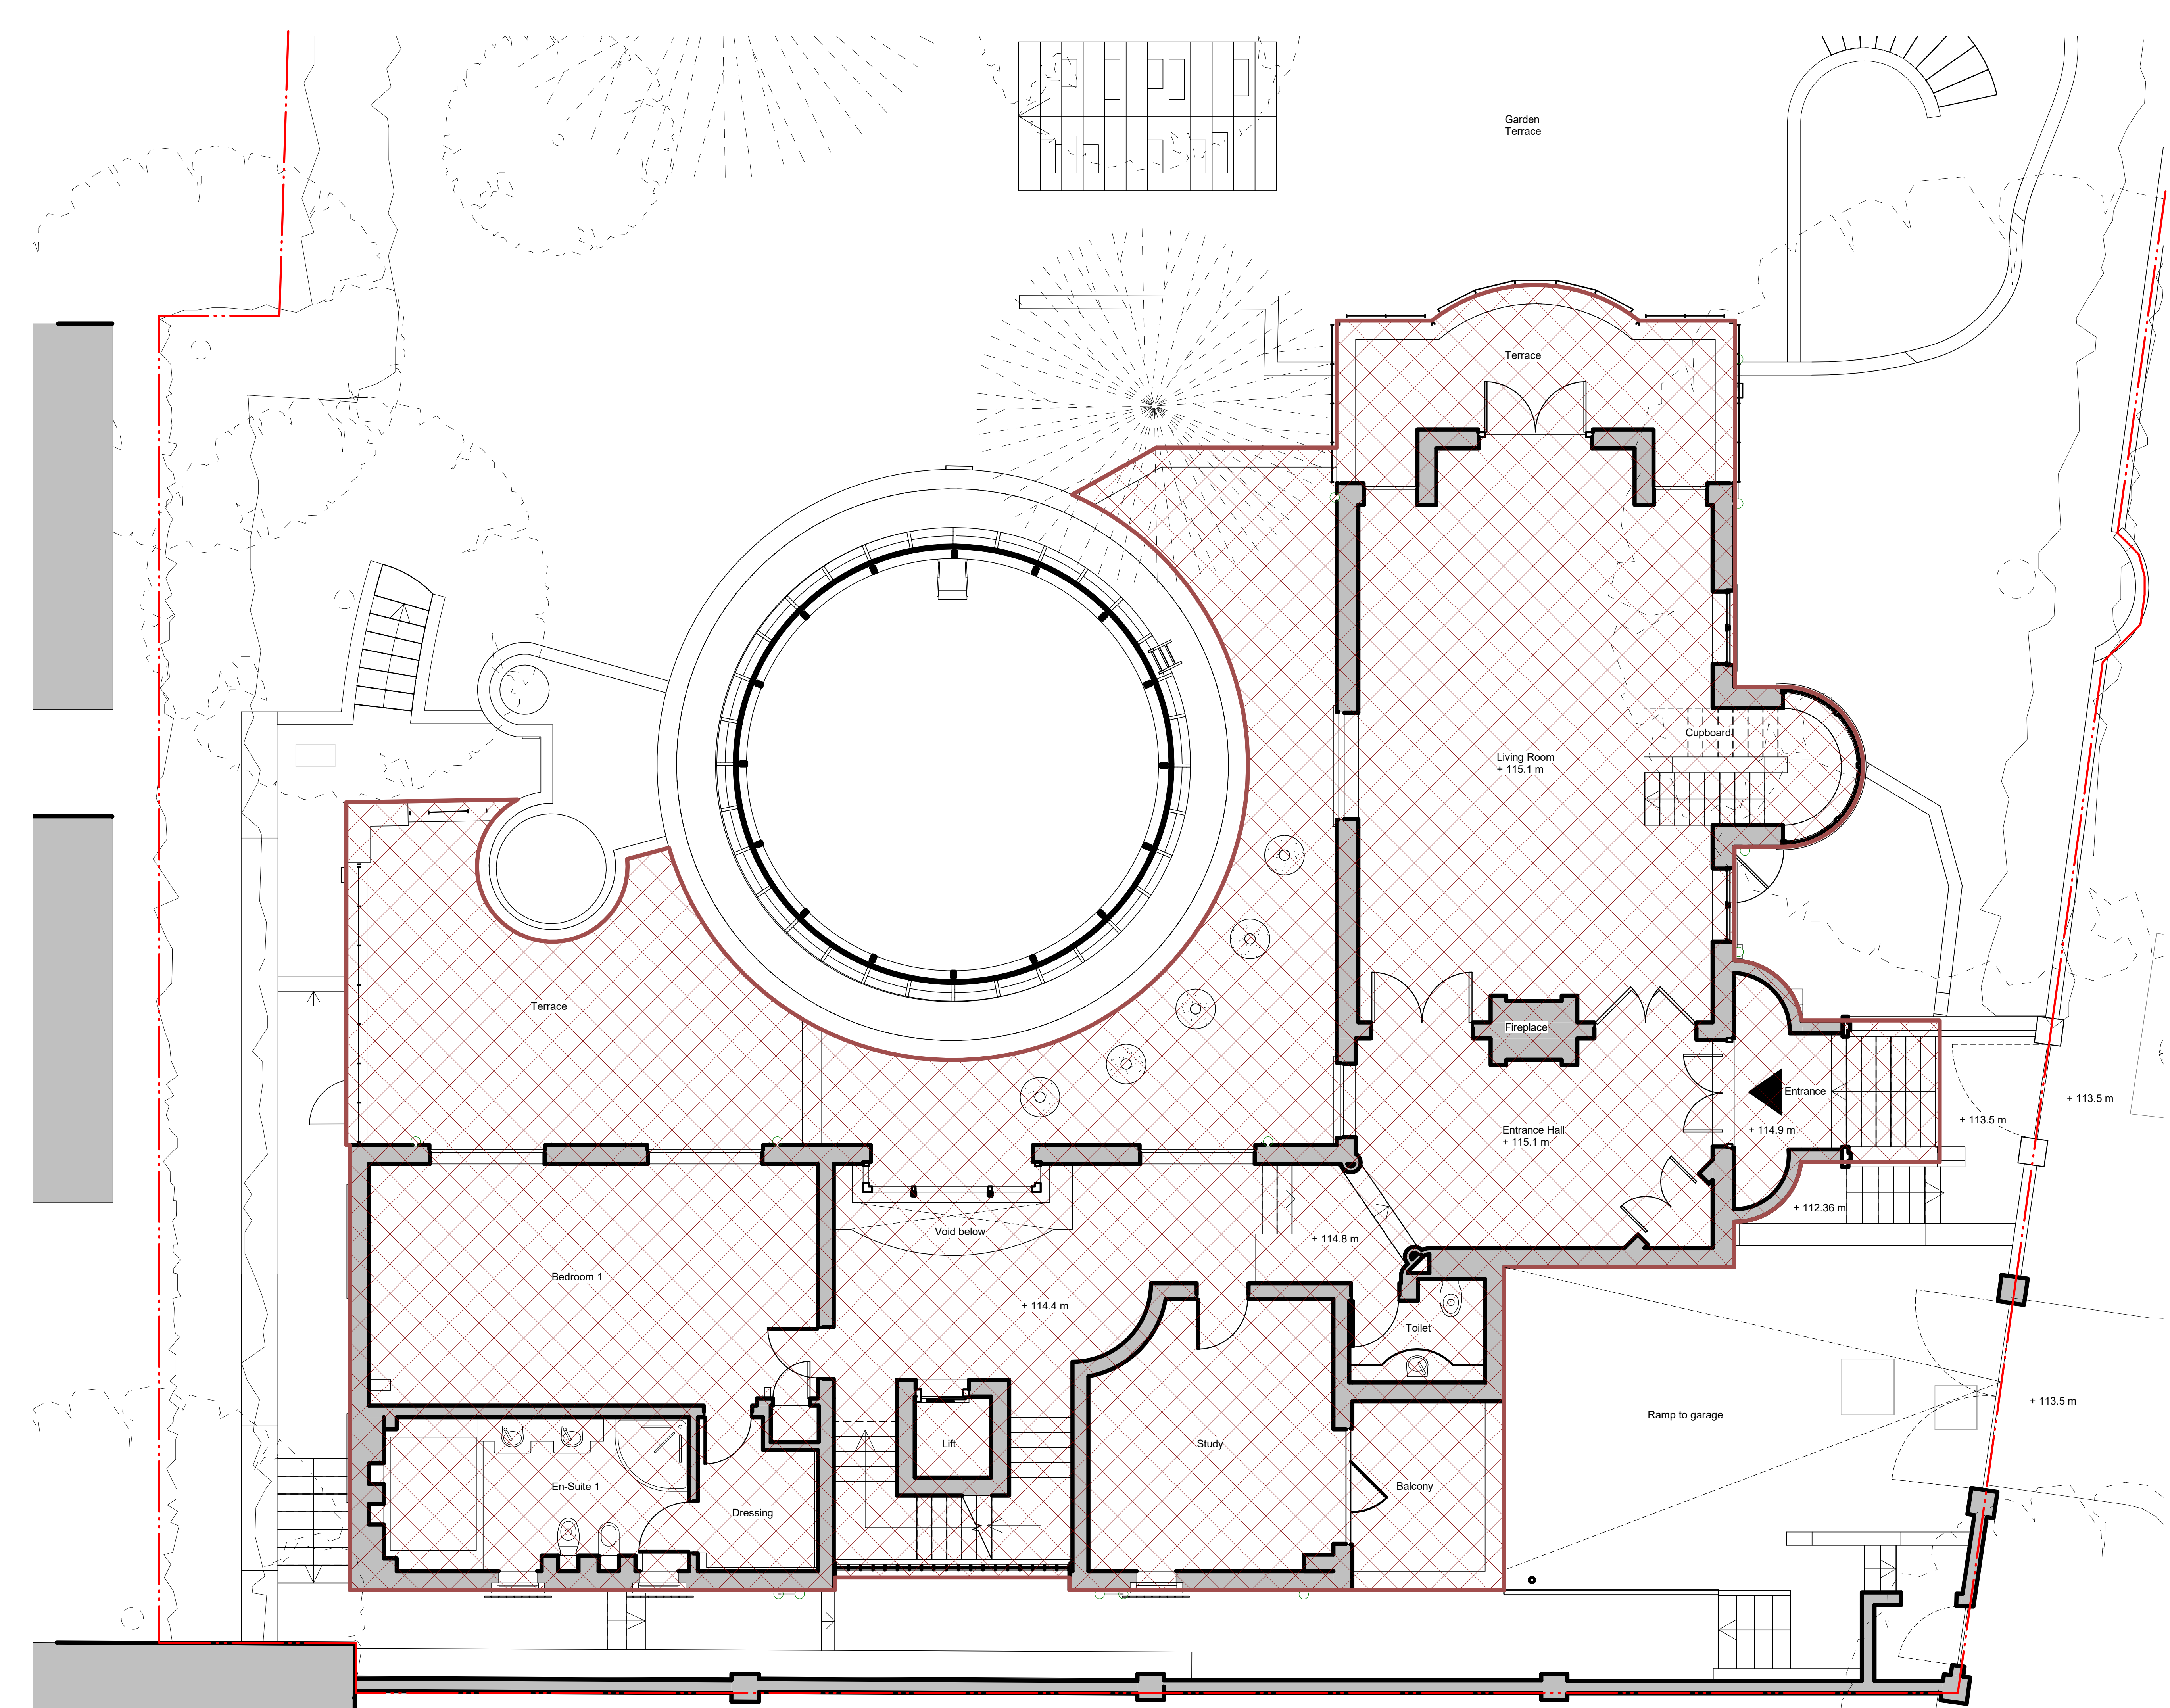 Garden
Terrace
Terrace
Cupboard
Living Room
+ 115.1 m
Terrace
Fireplace
Entrance
+ 113.5 m
+ 113.5 m
Entrance Hall
+ 115.1 m
+ 114.9 m
+ 112.36 m
Void below
+ 114.8 m
Bedroom 1
+ 114.4 m
Toilet
+ 113.5 m
Ramp to garage
Lift
Study
En-Suite 1
Balcony
Dressing